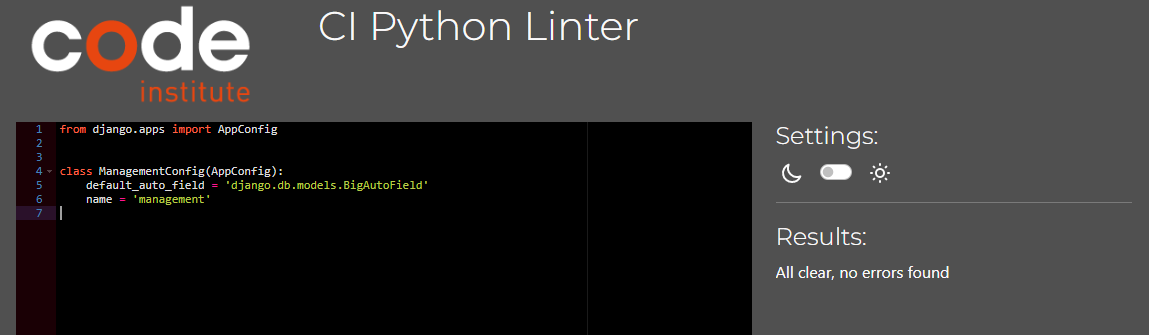 code
institute
CI Python Linter
1 from django.apps import AppConfig
2
3
4 class ManagementConfig(AppConfig):
5     default_auto_field = 'django.db.models.BigAutoField'
6     name = 'management'
7
Settings:
Results:
All clear, no errors found